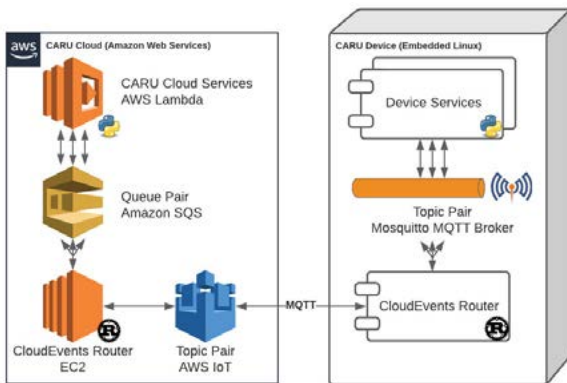 aws
CARU Cloud (Amazon Web Services)
CARU Cloud Services
AWS Lambda
Queue Pair
Amazon SQS
CloudEvents Router
EC2
R
Topic Pair
AWS IoT
MQTT
CARU Device (Embedded Linux)
Device Services
Topic Pair
Mosquitto MQTT Broker
CloudEvents Router
R